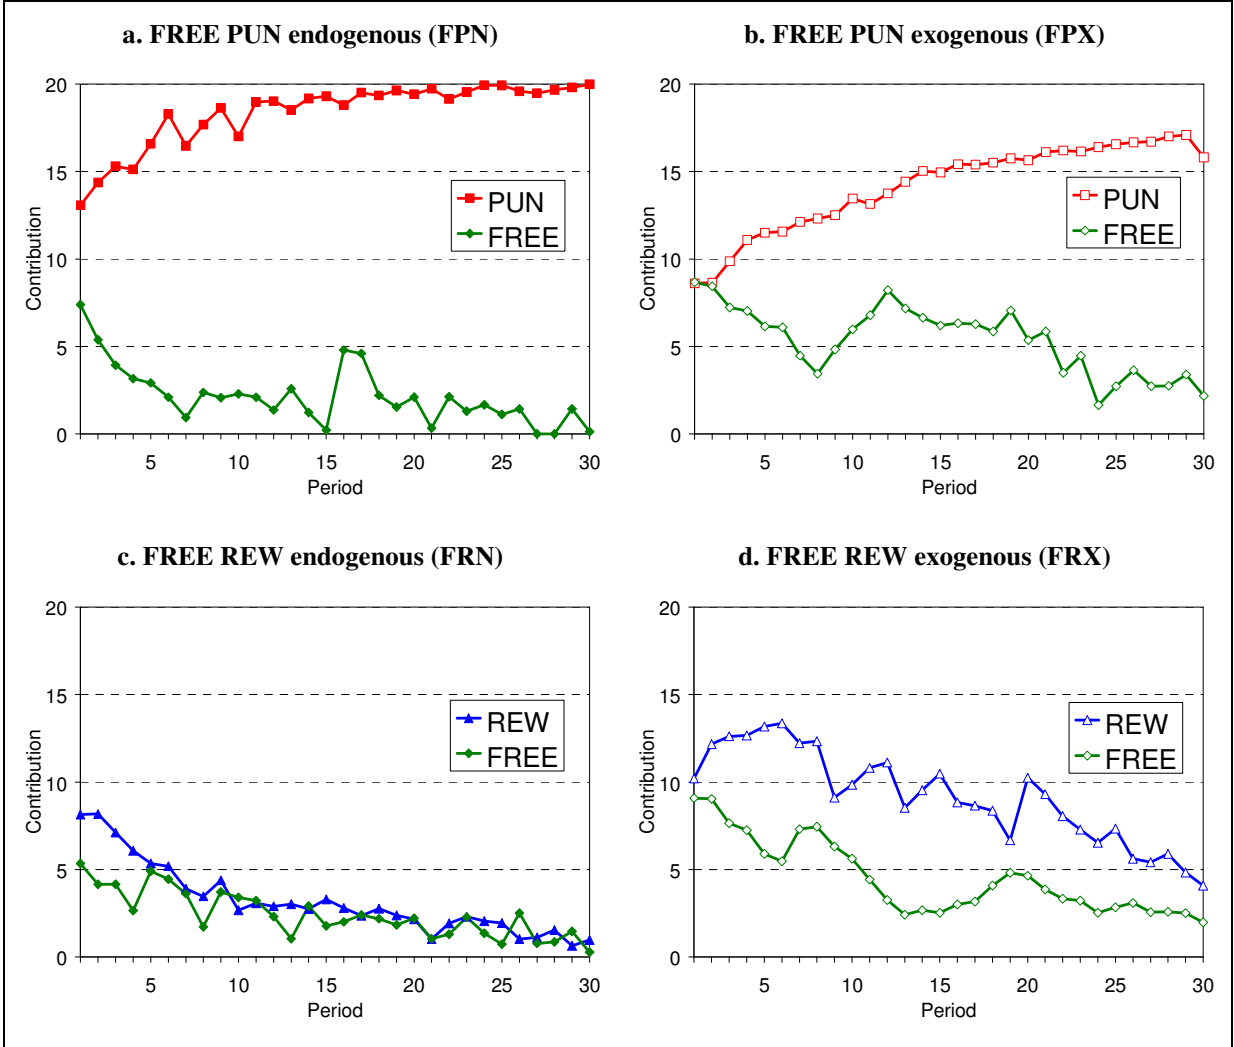 a. FREE PUN endogenous (FPN)
20
15
10
5
0
Contribution
PUN
FREE
5 10 15 20 25 30
Period
b. FREE PUN exogenous (FPX)
20
15
10
5
0
Contribution
PUN
FREE
5 10 15 20 25 30
Period
c. FREE REW endogenous (FRN)
20
15
10
5
0
Contribution
REW
FREE
5 10 15 20 25 30
Period
d. FREE REW exogenous (FRX)
20
15
10
5
0
Contribution
REW
FREE
5 10 15 20 25 30
Period